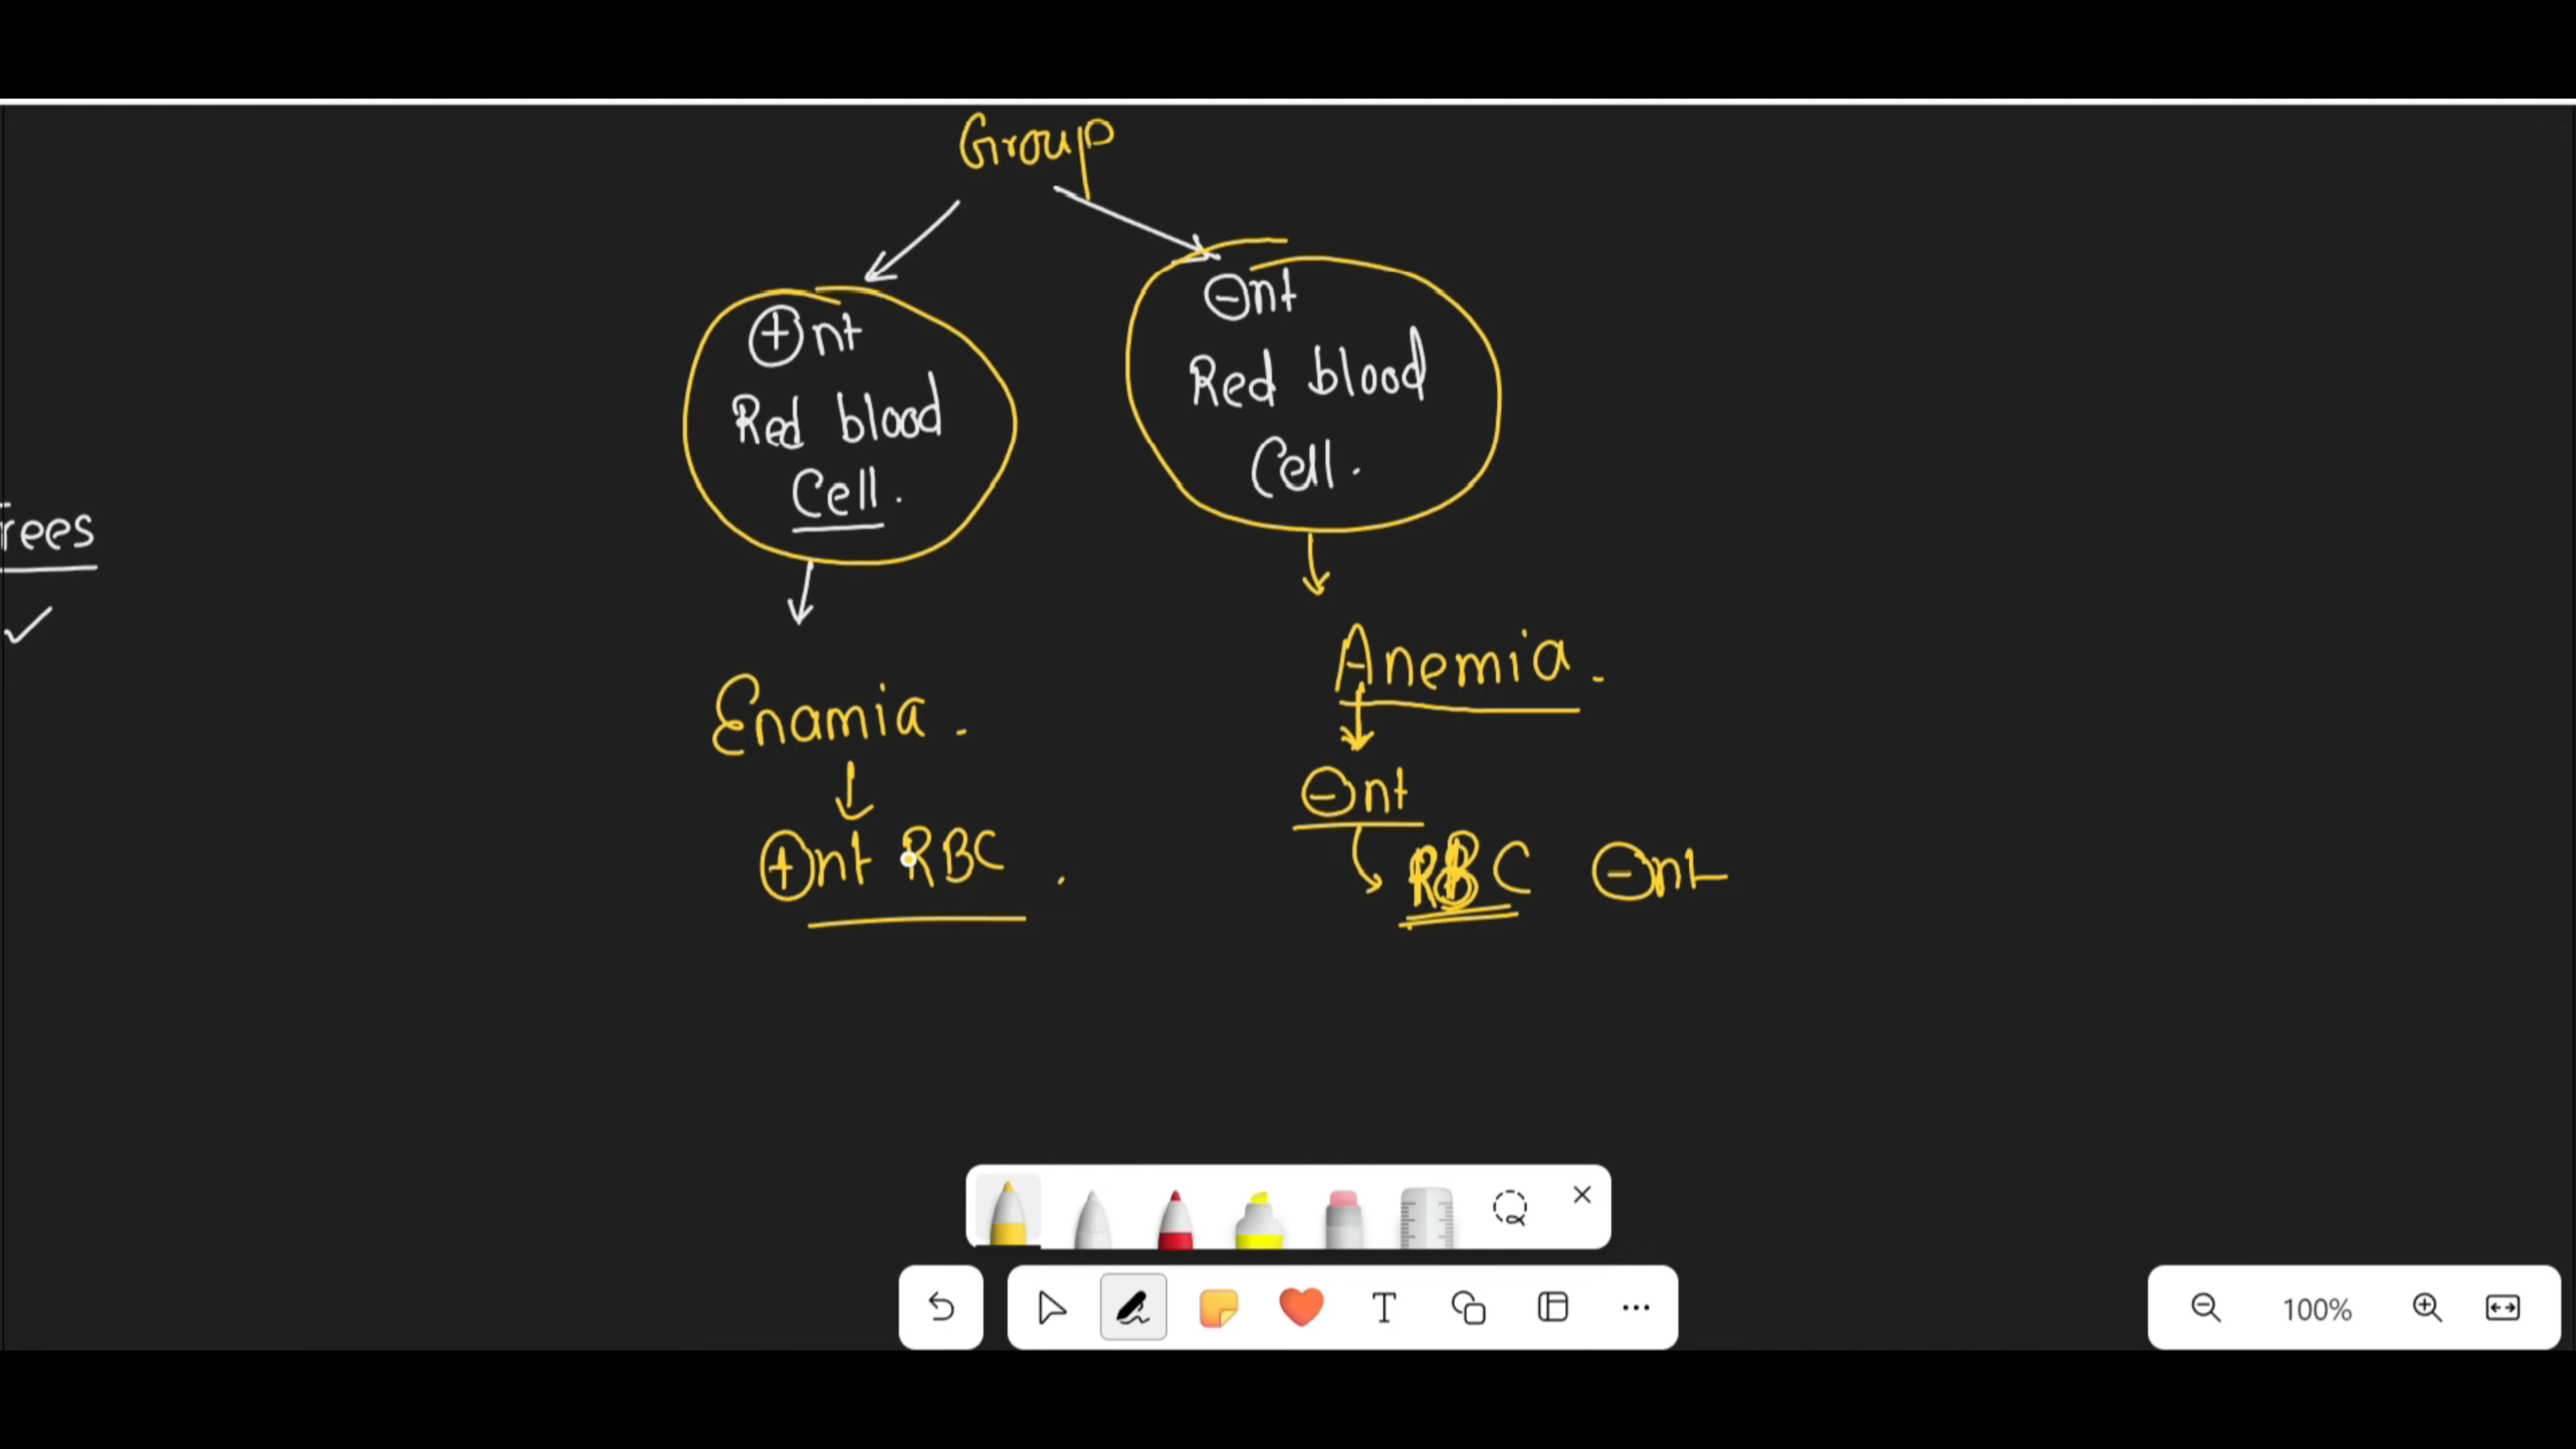 Group
⊕nt
Red blood
Cell.
⊖nt
Red blood
Cell.
rees
Enamia.
⊕nt RBC.
Anemia.
⊖nt
RBC ⊖nt
T
100%